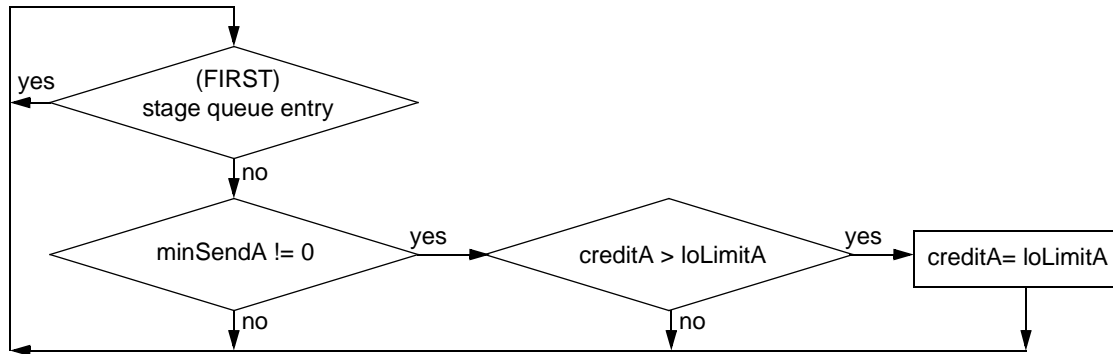 (FIRST)
yes
stage queue entry
no
minSendA != 0
yes
creditA > loLimitA
yes
creditA= loLimitA
no
no